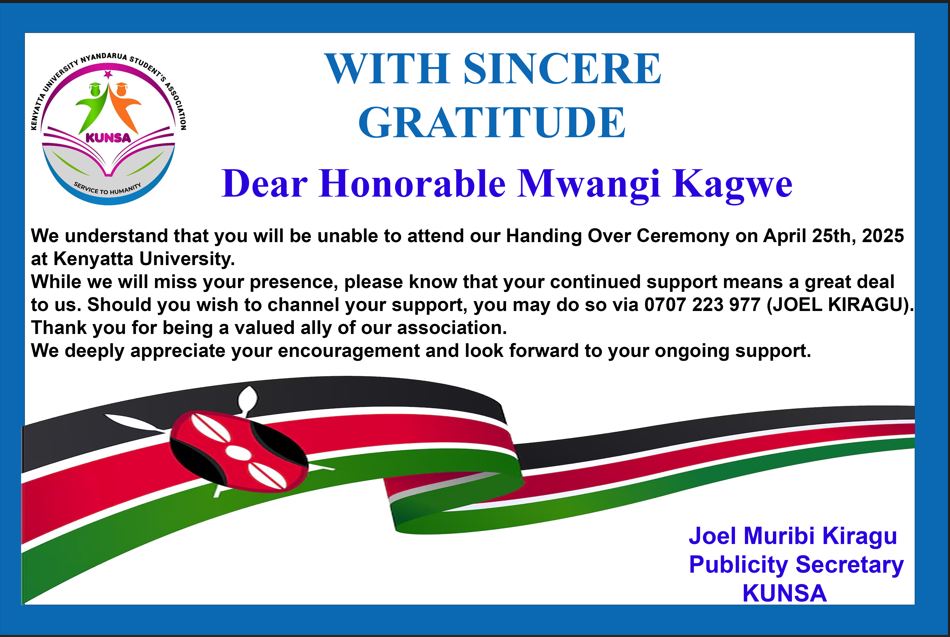 KENYATTA UNIVERSITY NYANDARUA STUDENT'S ASSOCIATION
KUNSA
SERVICE TO HUMANITY
WITH SINCERE
GRATITUDE
Dear Honorable Mwangi Kagwe
We understand that you will be unable to attend our Handing Over Ceremony on April 25th, 2025
at Kenyatta University.
While we will miss your presence, please know that your continued support means a great deal
to us. Should you wish to channel your support, you may do so via 0707 223 977 (JOEL KIRAGU).
Thank you for being a valued ally of our association.
We deeply appreciate your encouragement and look forward to your ongoing support.
Joel Muribi Kiragu
Publicity Secretary
KUNSA